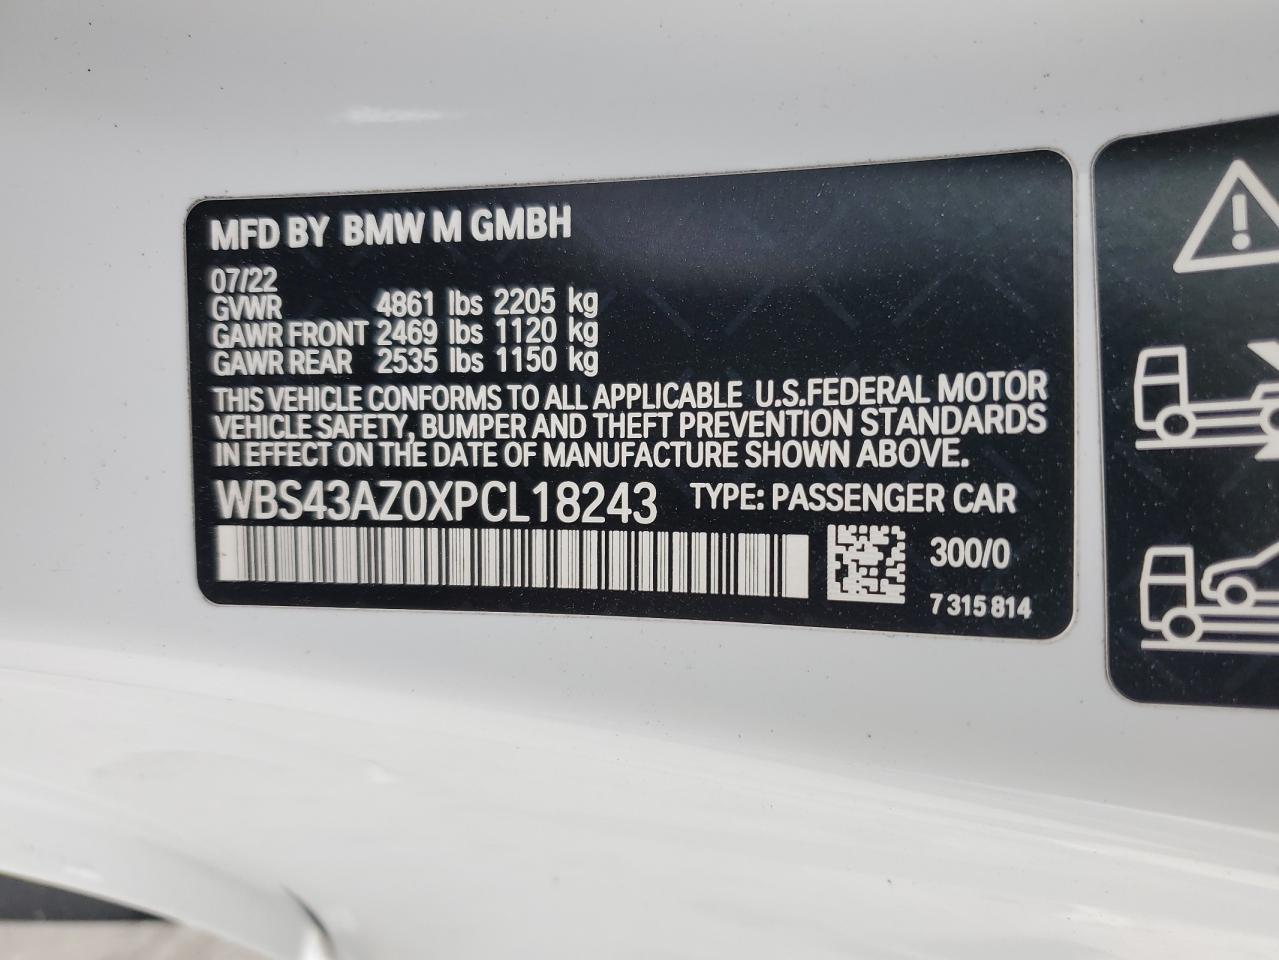 MFD BY BMW M GMBH
07/22
GVWR 4861 lbs 2205 kg
GAWR FRONT 2469 lbs 1120 kg
GAWR REAR 2535 lbs 1150 kg
THIS VEHICLE CONFORMS TO ALL APPLICABLE U.S.FEDERAL MOTOR
VEHICLE SAFETY, BUMPER AND THEFT PREVENTION STANDARDS
IN EFFECT ON THE DATE OF MANUFACTURE SHOWN ABOVE.
WBS43AZ0XPCL18243 TYPE: PASSENGER CAR
300/0
7 315 814